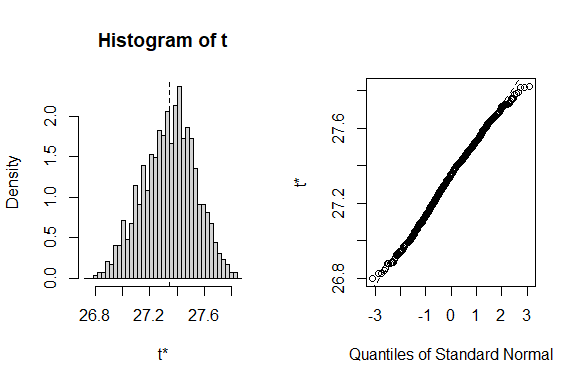 Histogram of t
Density
0.0 0.5 1.0 1.5 2.0
26.8 27.2 27.6
t*
t*
26.8 27.2 27.6
-3 -1 0 1 2 3
Quantiles of Standard Normal